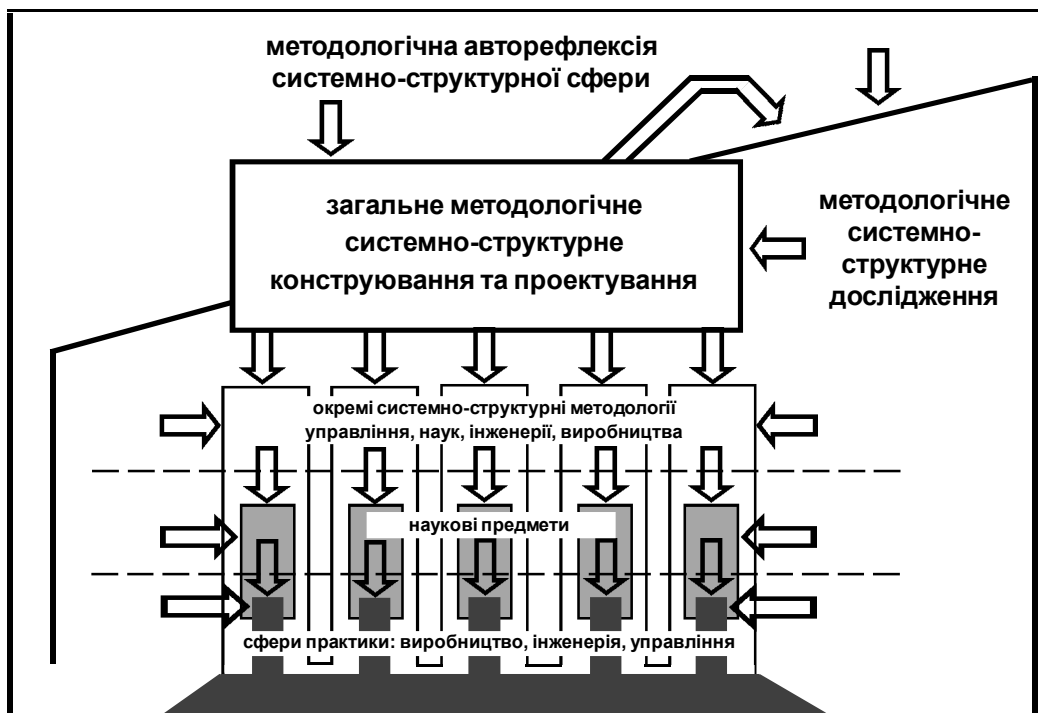 методологічна авторефлексія
системно-структурної сфери
загальне методологічне
системно-структурне
конструювання та проектування
методологічне
системно-
структурне
дослідження
окремі системно-структурні методології
управління, наук, інженерії, виробництва
наукові предмети
сфери практики: виробництво, інженерія, управління